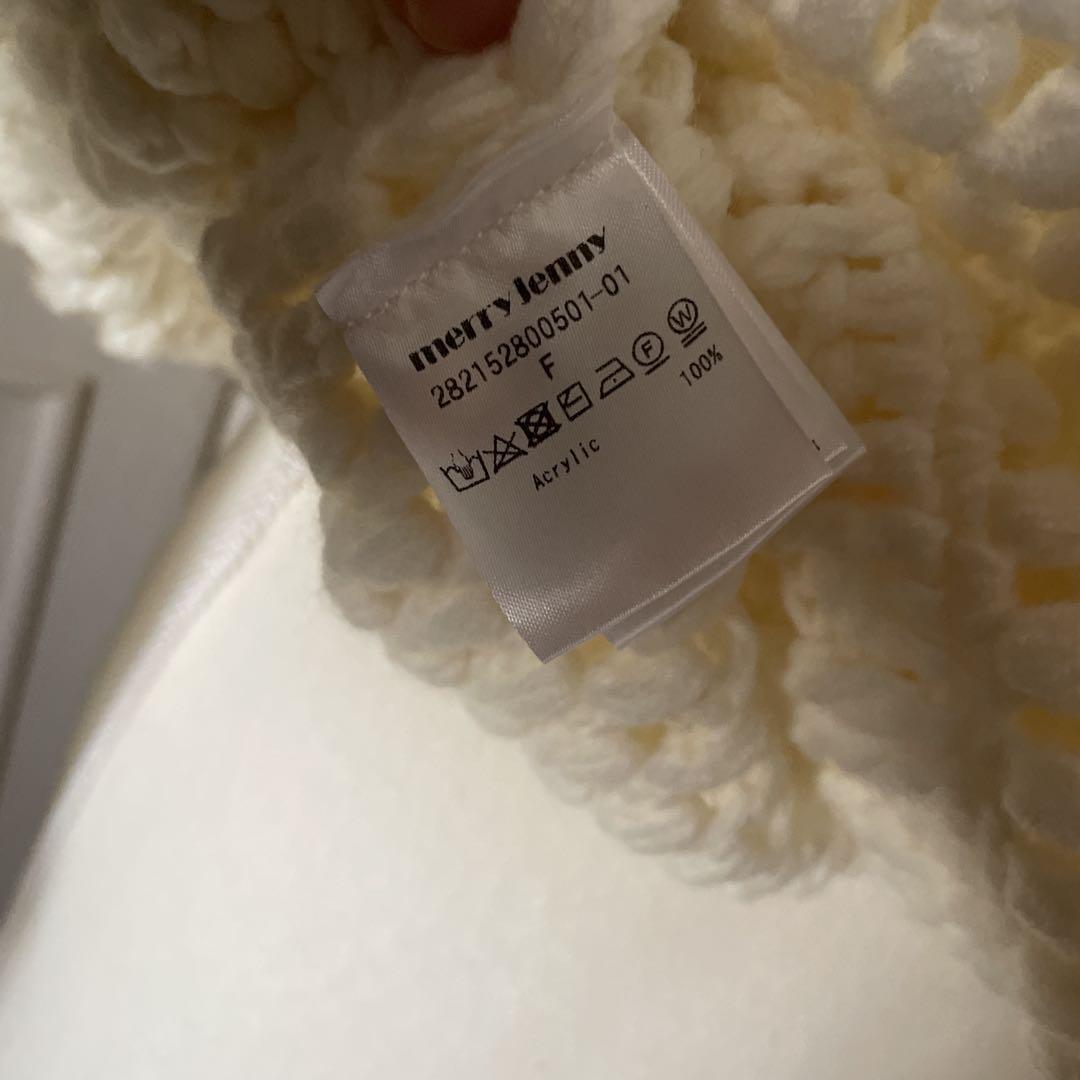 merry jenny
282152800501-01
F
F W
Acrylic 100%